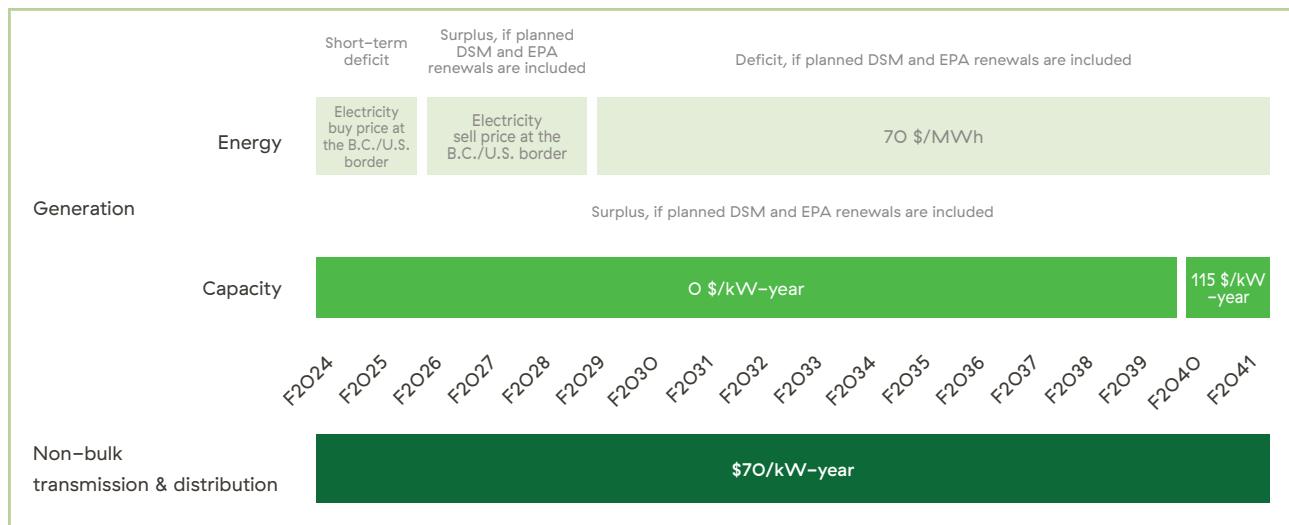 Short-term
deficit
Surplus, if planned
DSM and EPA
renewals are included
Deficit, if planned DSM and EPA renewals are included
Energy
Electricity
buy price at
the B.C./U.S.
border
Electricity
sell price at the
B.C./U.S. border
70 $/MWh
Generation
Surplus, if planned DSM and EPA renewals are included
Capacity
0 $/kW-year
115 $/kW
-year
F2024
F2025
F2026
F2027
F2028
F2029
F2030
F2031
F2032
F2033
F2034
F2035
F2036
F2037
F2038
F2039
F2040
F2041
Non-bulk
transmission & distribution
$70/kW-year